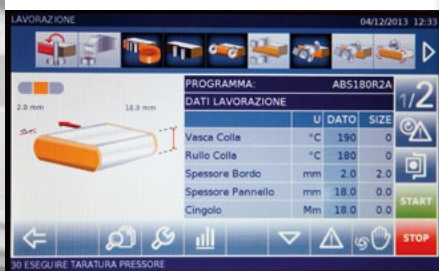 LAVORAZIONE 04/12/2013 12:33
PROGRAMMA: ABS180R2A
1/2
DATI LAVORAZIONE
2.0 mm 18.0 mm
U DATO SIZE
Vasca Colla °C 190 0
Rullo Colla °C 180 0
Spessore Bordo mm 2.0 2.0
Spessore Pannello mm 18.0 0.0
Cingolo Mm 18.0 0.0
START
STOP
30 ESEGUIRE TARATURA PRESSORE